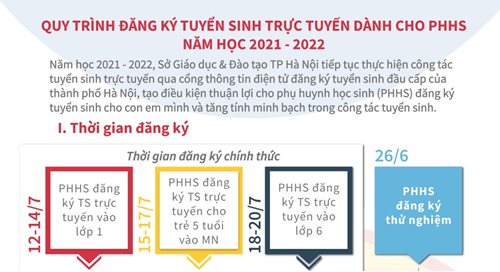 QUY TRÌNH ĐĂNG KÝ TUYỂN SINH TRỰC TUYẾN DÀNH CHO PHHS
NĂM HỌC 2021 - 2022
Năm học 2021 - 2022, Sở Giáo dục & Đào tạo TP Hà Nội tiếp tục thực hiện công tác
tuyển sinh trực tuyến qua cổng thông tin điện tử đăng ký tuyển sinh đầu cấp của
thành phố Hà Nội, tạo điều kiện thuận lợi cho phụ huynh học sinh (PHHS) đăng ký
tuyển sinh cho con em mình và tăng tính minh bạch trong công tác tuyển sinh.
I. Thời gian đăng ký
Thời gian đăng ký chính thức
12-14/7
PHHS
đăng
ký TS trực
tuyến vào
lớp 1
15-17/7
PHHS đăng
ký TS trực
tuyến cho
trẻ 5 tuổi
vào MN
18-20/7
PHHS
đăng
ký TS trực
tuyến vào
lớp 6
26/6
PHHS
đăng ký
thử nghiệm